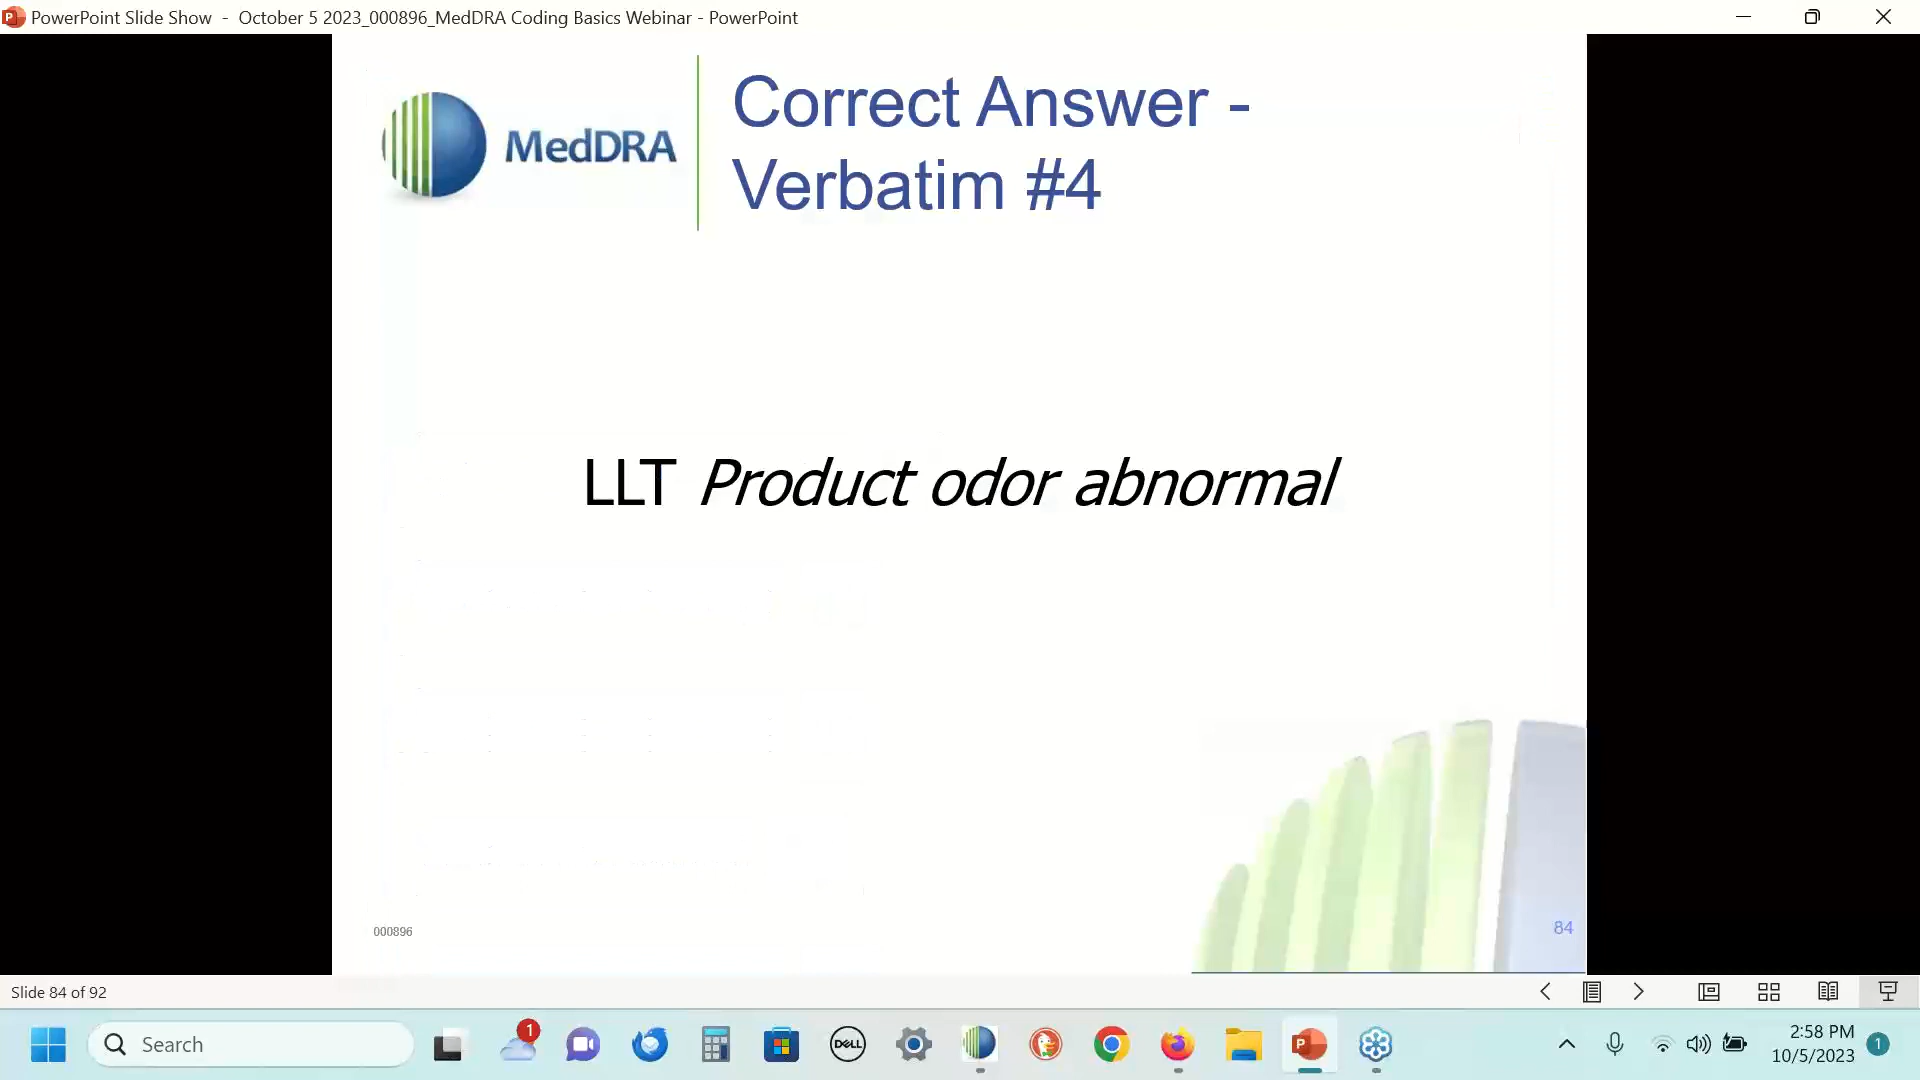 PowerPoint Slide Show - October 5 2023_000896_MedDRA Coding Basics Webinar - PowerPoint
MedDRA
Correct Answer -
Verbatim #4
LLT Product odor abnormal
000896
84
Slide 84 of 92
Search
1
DELL
2:58 PM
10/5/2023
1